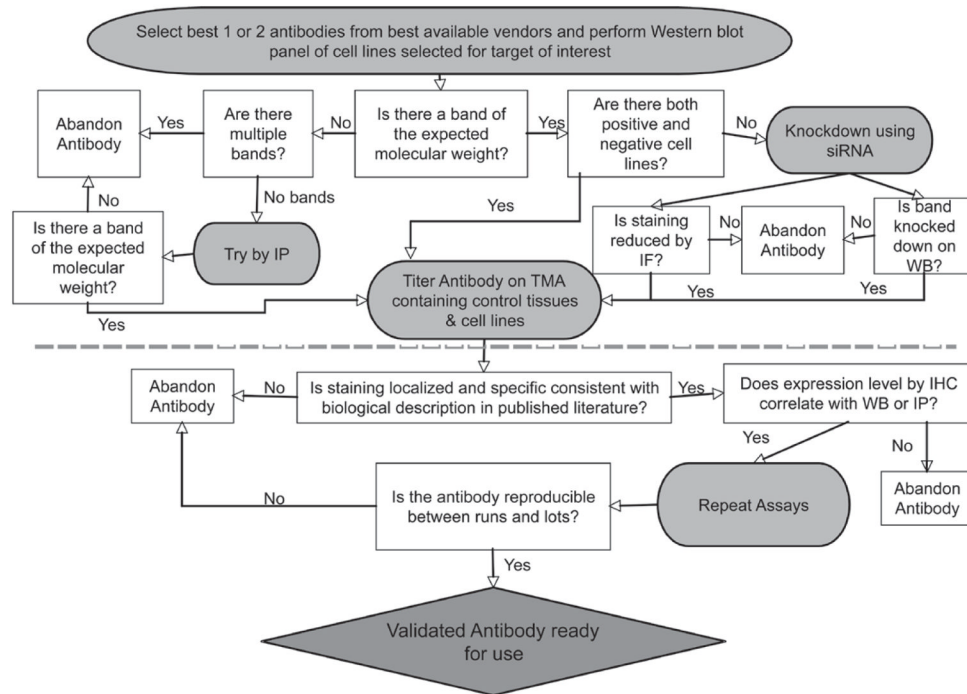 Select best 1 or 2 antibodies from best available vendors and perform Western blot
panel of cell lines selected for target of interest
Abandon
Antibody
Yes
Are there
multiple
bands?
No
Is there a band of
the expected
molecular weight?
Yes
Are there both
positive and
negative cell
lines?
No
Knockdown using
siRNA
No
Is there a band
of the expected
molecular
weight?
No bands
Try by IP
Yes
Is staining
reduced by
IF?
No
Abandon
Antibody
No
Is band
knocked
down on
WB?
Yes
Titer Antibody on TMA
containing control tissues
& cell lines
Yes
Yes
Abandon
Antibody
No
Is staining localized and specific consistent with
biological description in published literature?
Yes
Does expression level by IHC
correlate with WB or IP?
Yes
No
Abandon
Antibody
Repeat Assays
Is the antibody reproducible
between runs and lots?
No
Yes
Validated Antibody ready
for use